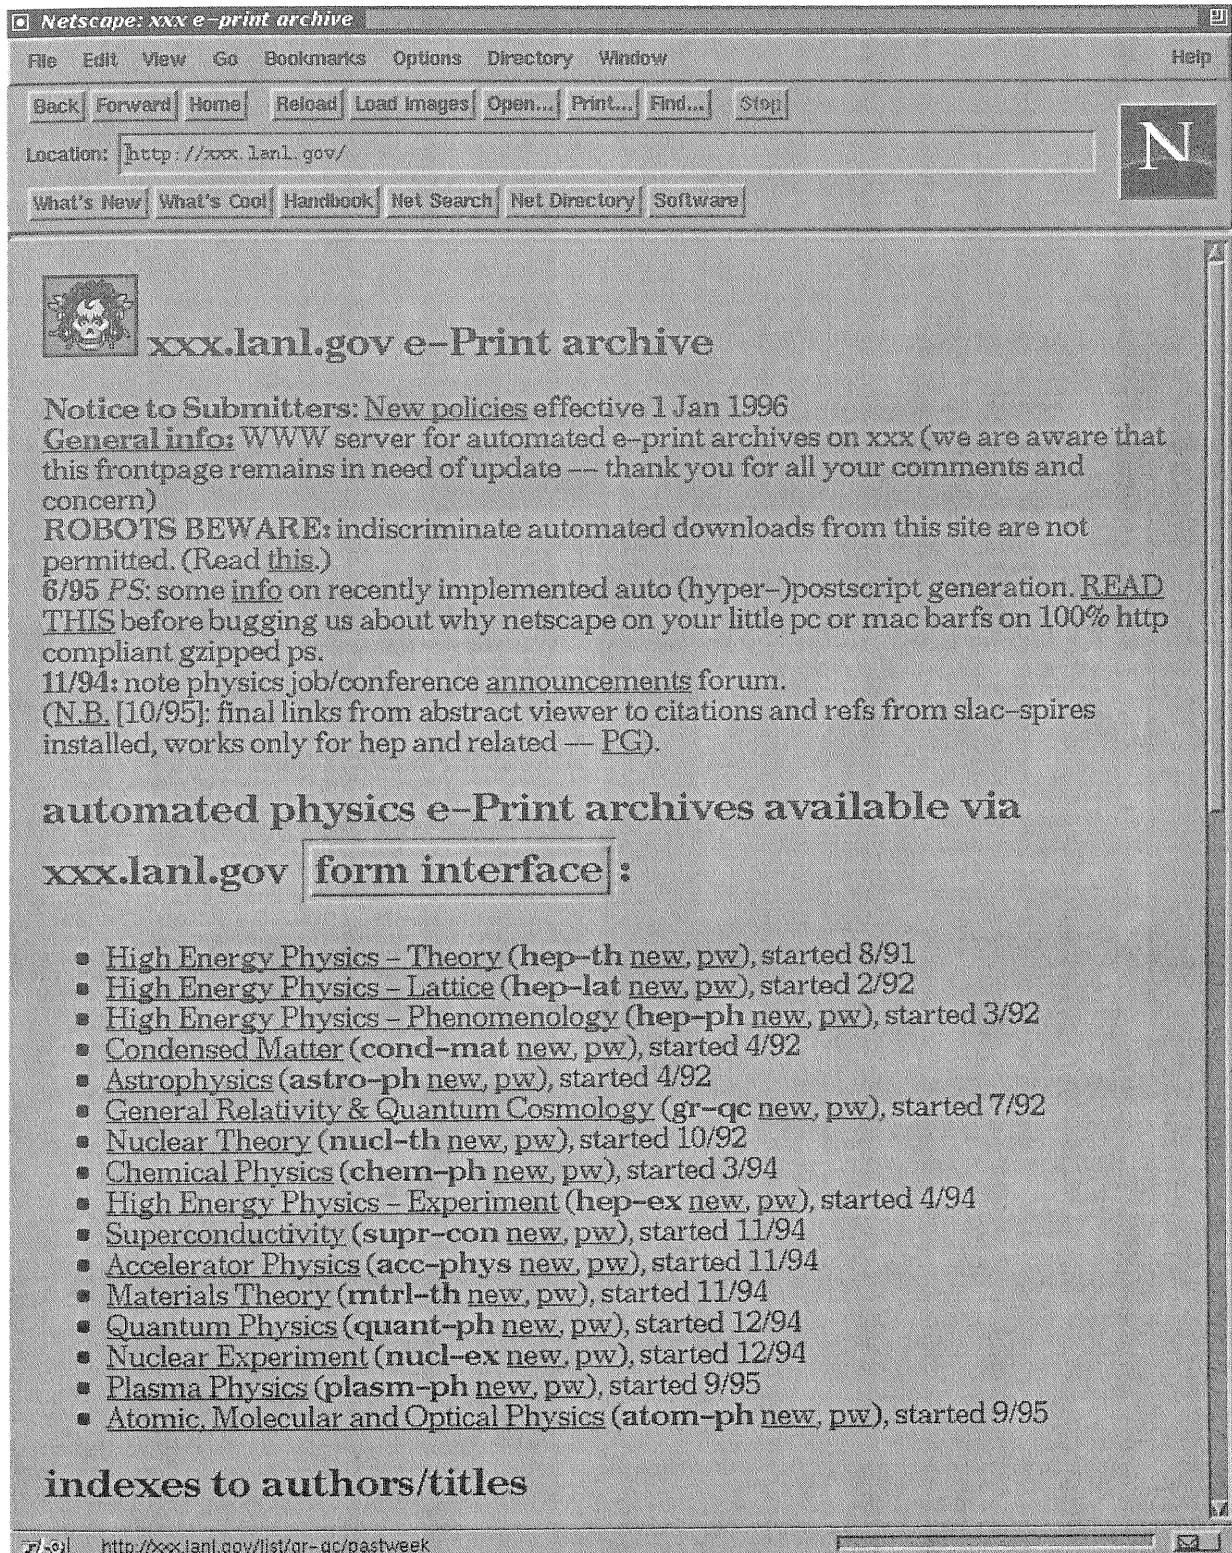 Netscape: xxx e-print archive
File Edit View Go Bookmarks Options Directory Window Help
Back Forward Home Reload Load Images Open... Print... Find... Stop
Location: http://xxx.lanl.gov/
N
What's New What's Cool Handbook Net Search Net Directory Software
xxx.lanl.gov e-Print archive
Notice to Submitters: New policies effective 1 Jan 1996
General info: WWW server for automated e-print archives on xxx (we are aware that
this frontpage remains in need of update -- thank you for all your comments and
concern)
ROBOTS BEWARE: indiscriminate automated downloads from this site are not
permitted. (Read this.)
6/95 PS: some info on recently implemented auto (hyper-)postscript generation. READ
THIS before bugging us about why netscape on your little pc or mac barfs on 100% http
compliant gzipped ps.
11/94: note physics job/conference announcements forum.
(N.B. [10/95]: final links from abstract viewer to citations and refs from slac-spires
installed, works only for hep and related -- PG).
automated physics e-Print archives available via
xxx.lanl.gov form interface :
High Energy Physics - Theory (hep-th new, pw), started 8/91
High Energy Physics - Lattice (hep-lat new, pw), started 2/92
High Energy Physics - Phenomenology (hep-ph new, pw), started 3/92
Condensed Matter (cond-mat new, pw), started 4/92
Astrophysics (astro-ph new, pw), started 4/92
General Relativity & Quantum Cosmology (gr-qc new, pw), started 7/92
Nuclear Theory (nucl-th new, pw), started 10/92
Chemical Physics (chem-ph new, pw), started 3/94
High Energy Physics - Experiment (hep-ex new, pw), started 4/94
Superconductivity (supr-con new, pw), started 11/94
Accelerator Physics (acc-phys new, pw), started 11/94
Materials Theory (mtrl-th new, pw), started 11/94
Quantum Physics (quant-ph new, pw), started 12/94
Nuclear Experiment (nucl-ex new, pw), started 12/94
Plasma Physics (plasm-ph new, pw), started 9/95
Atomic, Molecular and Optical Physics (atom-ph new, pw), started 9/95
indexes to authors/titles
http://xxx.lanl.gov/list/gr-qc/pastweek